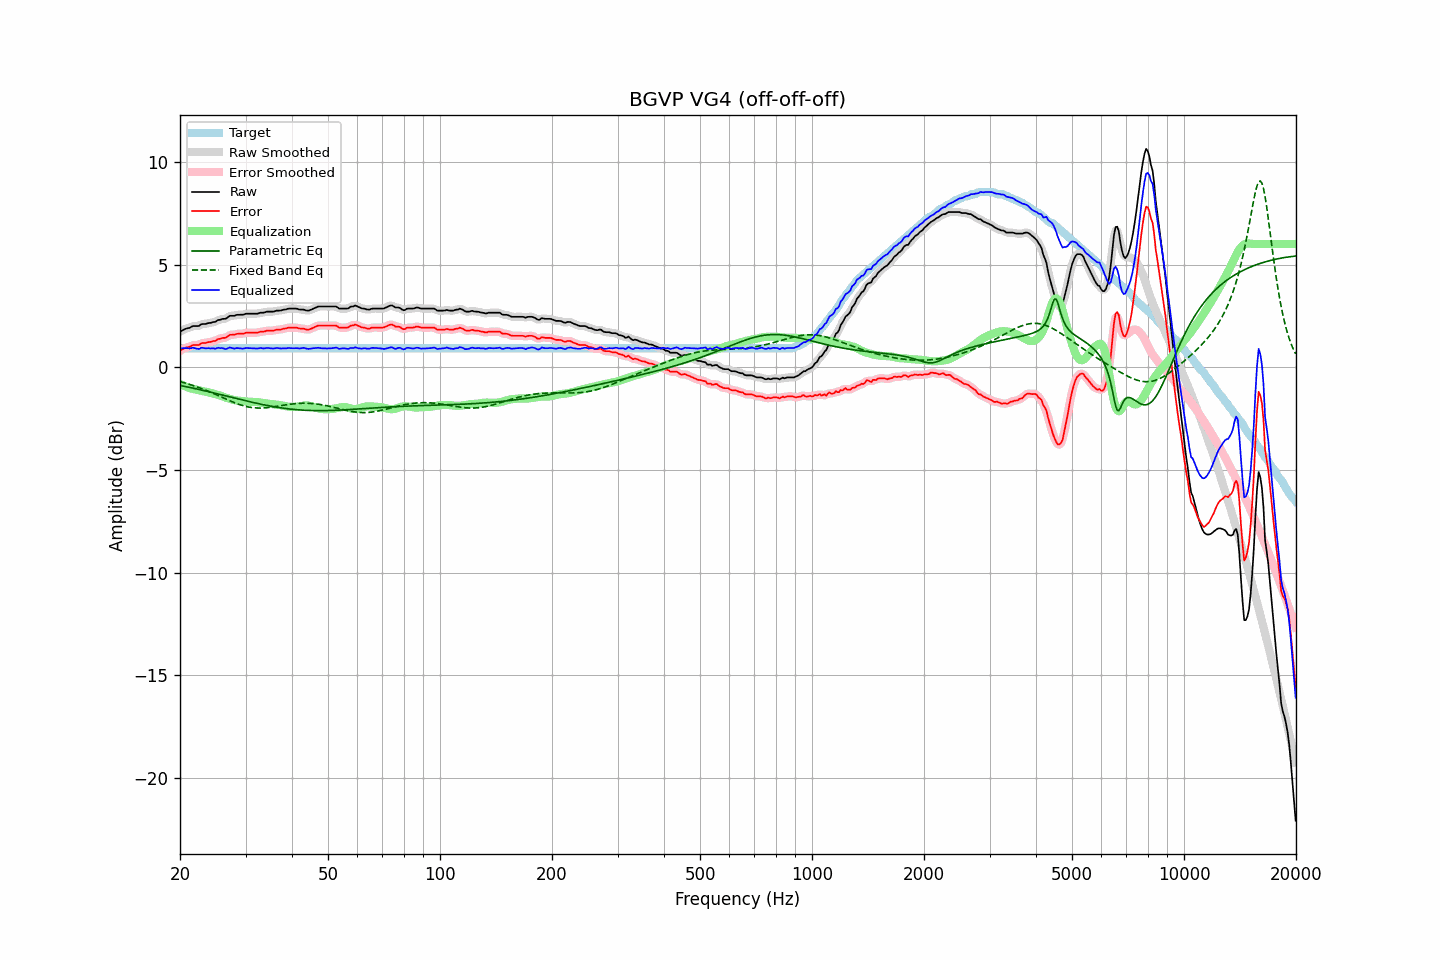 BGVP VG4 (off-off-off)
Target
Raw Smoothed
Error Smoothed
Raw
Error
Equalization
Parametric Eq
Fixed Band Eq
Equalized
10
5
0
−5
−10
−15
−20
Amplitude (dBr)
20 50 100 200 500 1000 2000 5000 10000 20000
Frequency (Hz)